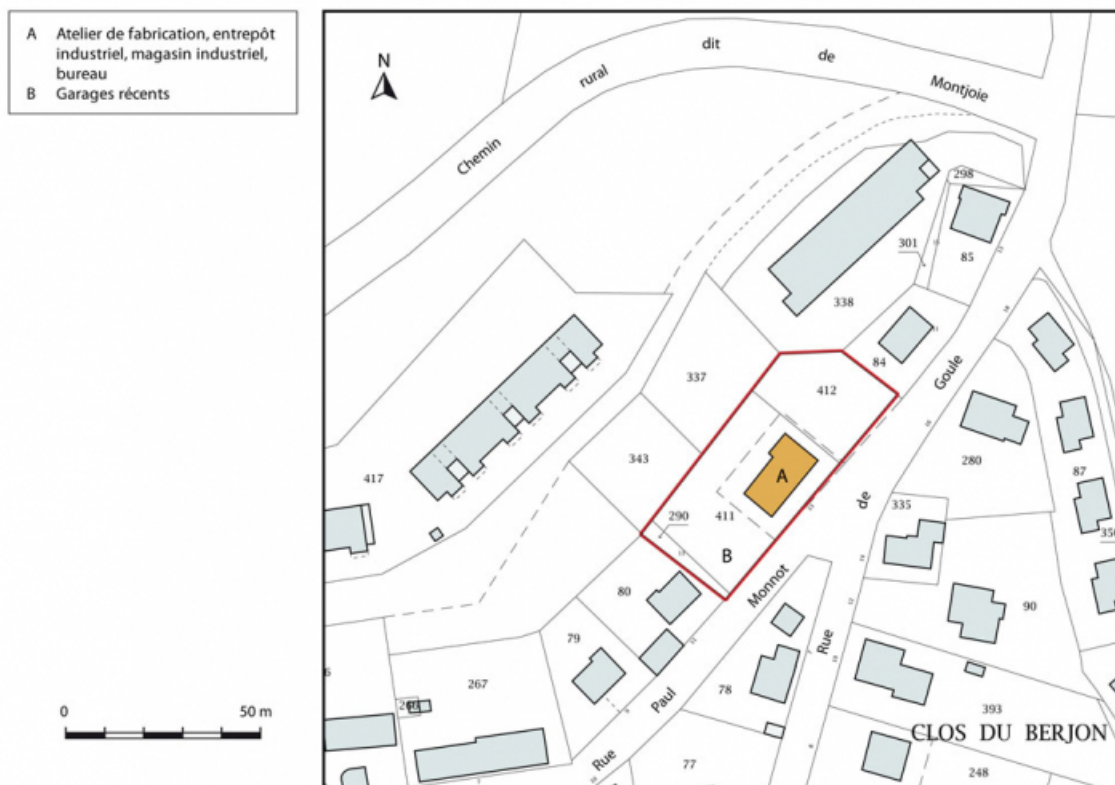 A Atelier de fabrication, entrepôt
industriel, magasin industriel,
bureau
B Garages récents
N
Chemin rural dit de Montjoie
298
301
85
338
84
337
412
Goule
343
A
417
280
87
290
411
335
de
350
B
80
Monnot
90
79
Rue
78
267
Paul
393
CLOS DU BERJON
Rue
77
248
0 50 m